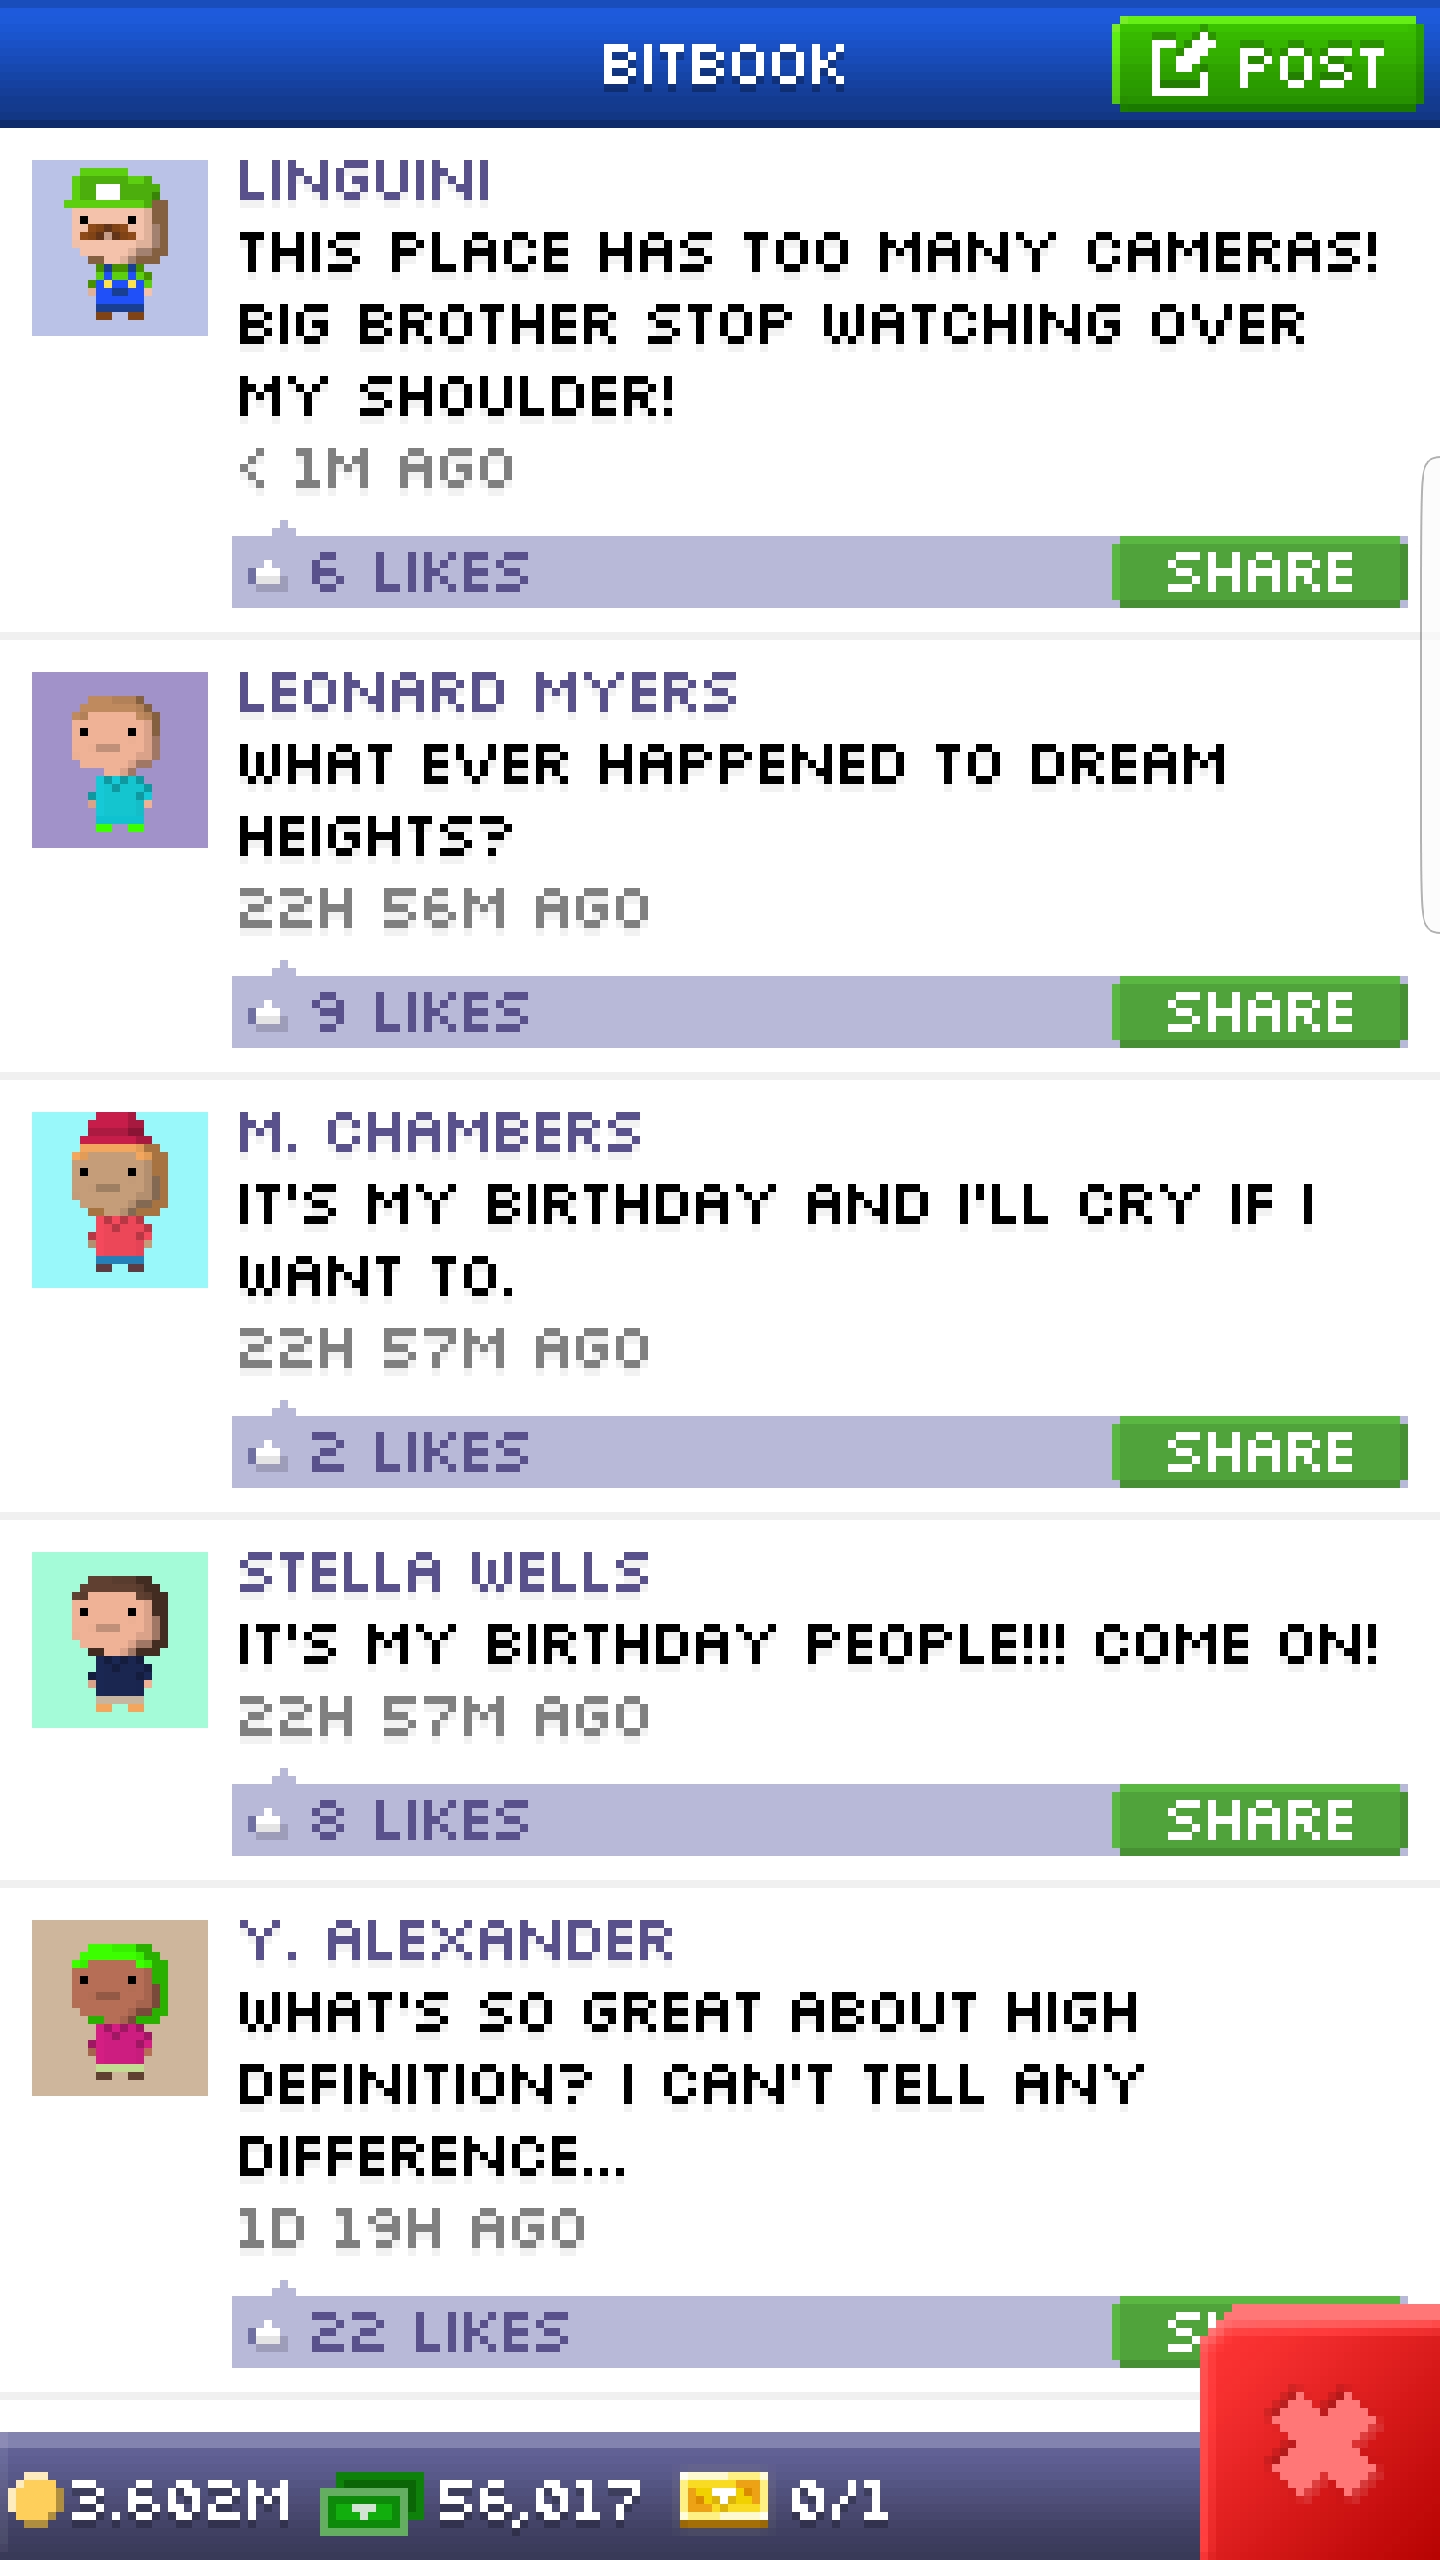 BITBOOK
POST
LINGUINI
THIS PLACE HAS TOO MANY CAMERAS!
BIG BROTHER STOP WATCHING OVER
MY SHOULDER!
< 1M AGO
6 LIKES
SHARE
LEONARD MYERS
WHAT EVER HAPPENED TO DREAM
HEIGHTS?
22H 56M AGO
9 LIKES
SHARE
M. CHAMBERS
IT'S MY BIRTHDAY AND I'LL CRY IF I
WANT TO.
22H 57M AGO
2 LIKES
SHARE
STELLA WELLS
IT'S MY BIRTHDAY PEOPLE!!! COME ON!
22H 57M AGO
8 LIKES
SHARE
Y. ALEXANDER
WHAT'S SO GREAT ABOUT HIGH
DEFINITION? I CAN'T TELL ANY
DIFFERENCE...
1D 19H AGO
22 LIKES
3.602M 56,017 0/1